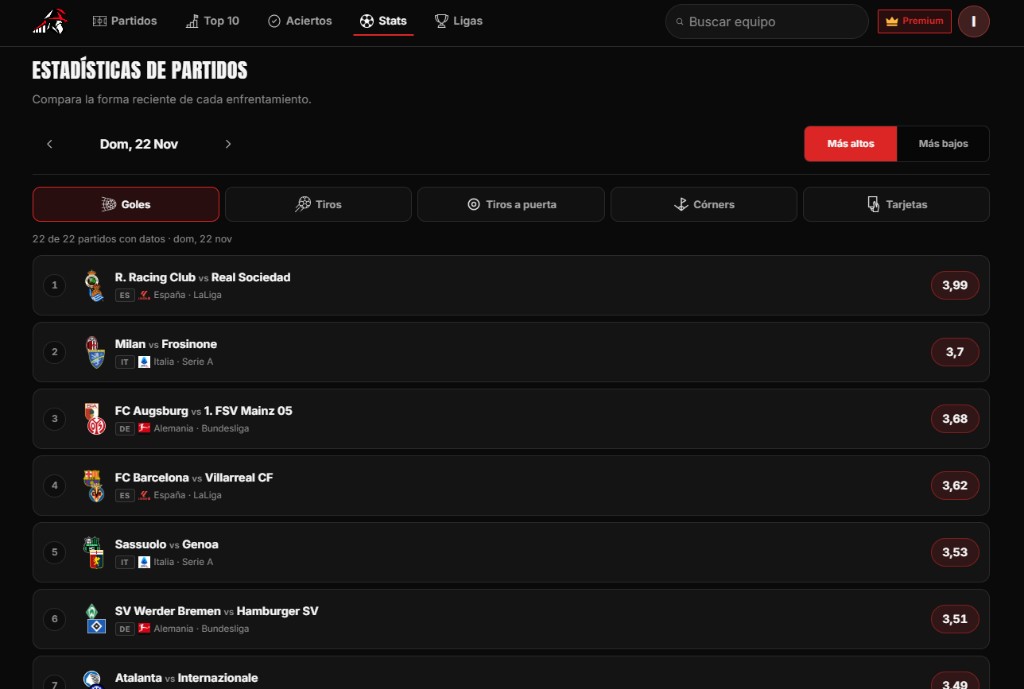 Partidos Top 10 Aciertos Stats Ligas Buscar equipo Premium I
ESTADÍSTICAS DE PARTIDOS
Compara la forma reciente de cada enfrentamiento.
Dom, 22 Nov Más altos Más bajos
Goles Tiros Tiros a puerta Córners Tarjetas
22 de 22 partidos con datos · dom, 22 nov
1 R. Racing Club vs Real Sociedad 3,99
ES España · LaLiga
2 Milan vs Frosinone 3,7
IT Italia · Serie A
3 FC Augsburg vs 1. FSV Mainz 05 3,68
DE Alemania · Bundesliga
4 FC Barcelona vs Villarreal CF 3,62
ES España · LaLiga
5 Sassuolo vs Genoa 3,53
IT Italia · Serie A
6 SV Werder Bremen vs Hamburger SV 3,51
DE Alemania · Bundesliga
7 Atalanta vs Internazionale 3,49